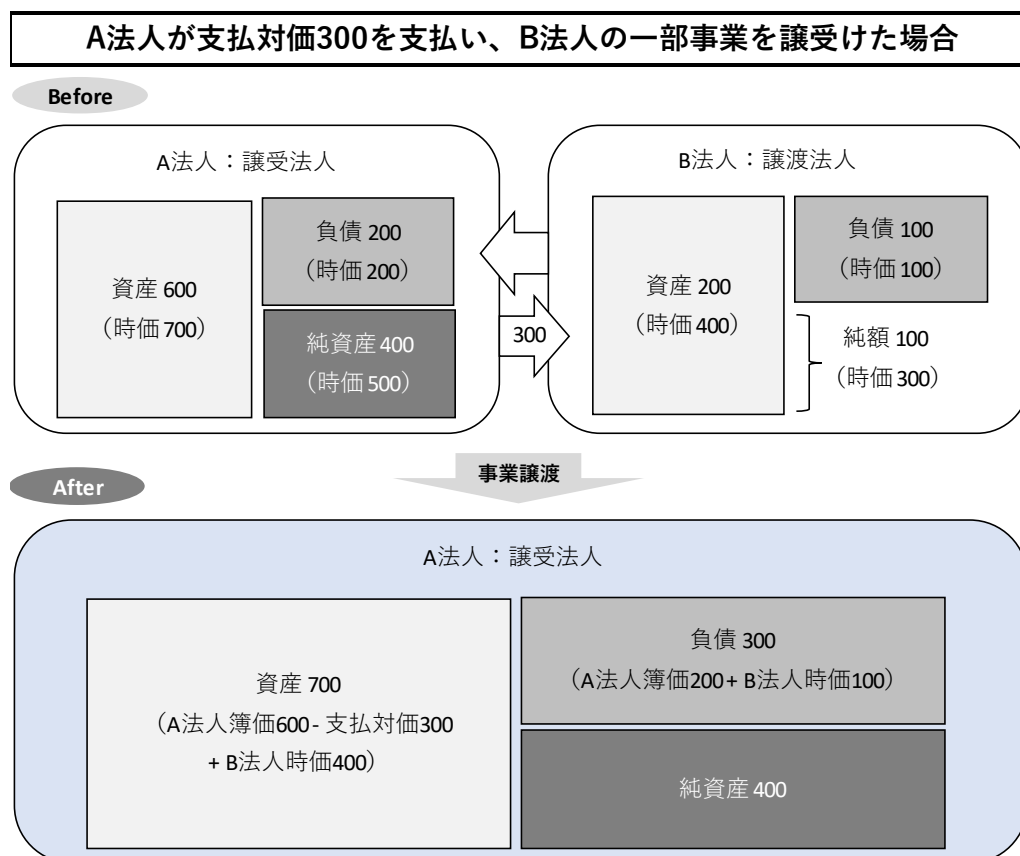 A法人が支払対価300を支払い、B法人の一部事業を譲受けた場合
Before
A法人：譲受法人
資産 600
（時価 700）
負債 200
（時価 200）
純資産 400
（時価 500）
300
B法人：譲渡法人
資産 200
（時価 400）
負債 100
（時価 100）
純額 100
（時価 300）
事業譲渡
After
A法人：譲受法人
資産 700
（A法人簿価600 - 支払対価300
+ B法人時価400）
負債 300
（A法人簿価200 + B法人時価100）
純資産 400